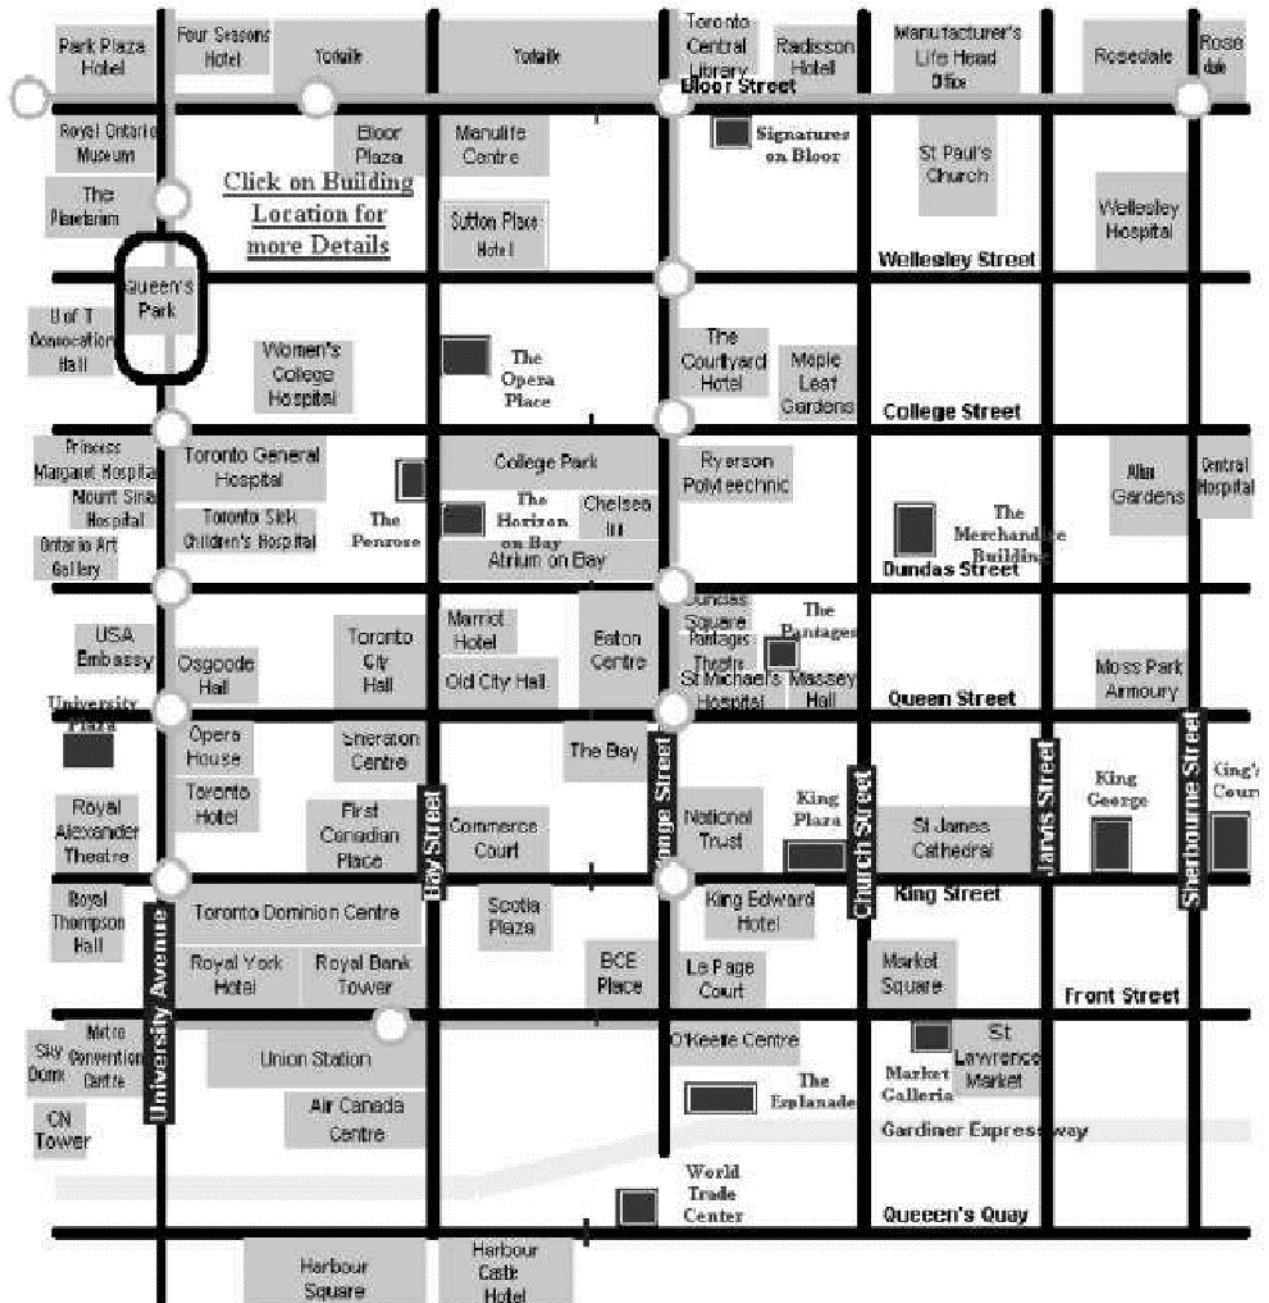 Park Plaza
Hotel
Four Seasons
Hotel
Yorkville
Yorkville
Toronto
Central
Library
Radisson
Hotel
Manufacturer's
Life Head
Office
Rosedale
Rose
dale
Bloor Street
Royal Ontario
Museum
Bloor
Plaza
Manulife
Centre
Signatures
on Bloor
St Paul's
Church
The
Planetarium
Click on Building
Location for
more Details
Sutton Place
Hotel
Wellesley
Hospital
Wellesley Street
Queen's
Park
U of T
Convocation
Hall
Women's
College
Hospital
The
Opera
Place
The
Courtyard
Hotel
Maple
Leaf
Gardens
College Street
Princess
Margaret Hospital
Mount Sinai
Hospital
Ontario Art
Gallery
Toronto General
Hospital
Toronto Sick
Children's Hospital
The
Penrose
College Park
The
Horizon
on Bay
Chelsea
Inn
Atrium on Bay
Ryerson
Polyteechnic
The
Merchandice
Building
Allan
Gardens
Central
Hospital
Dundas Street
USA
Embassy
Osgoode
Hall
Toronto
City
Hall
Marriot
Hotel
Old City Hall
Eaton
Centre
Dundas
Square
Pantages
Theatre
St Michael's
Hospital
The
Pantages
Massey
Hall
Moss Park
Armoury
Queen Street
University
Plaza
Opera
House
Sheraton
Centre
The Bay
Toronto
Hotel
Royal
Alexander
Theatre
First
Canadian
Place
Commerce
Court
National
Trust
King
Plaza
St James
Cathedral
King
George
King's
Court
University Avenue
Bay Street
Yonge Street
Church Street
Jarvis Street
Sherbourne Street
King Street
Royal
Thompson
Hall
Toronto Dominion Centre
Scotia
Plaza
King Edward
Hotel
Royal York
Hotel
Royal Bank
Tower
BCE
Place
Le Page
Court
Market
Square
Front Street
Sky
Dome
Metro
Convention
Centre
Union Station
O'Keefe Centre
St
Lawrence
Market
Market
Galleria
The
Esplanade
CN
Tower
Air Canada
Centre
Gardiner Expressway
World
Trade
Center
Queeen's Quay
Harbour
Square
Harbour
Castle
Hotel